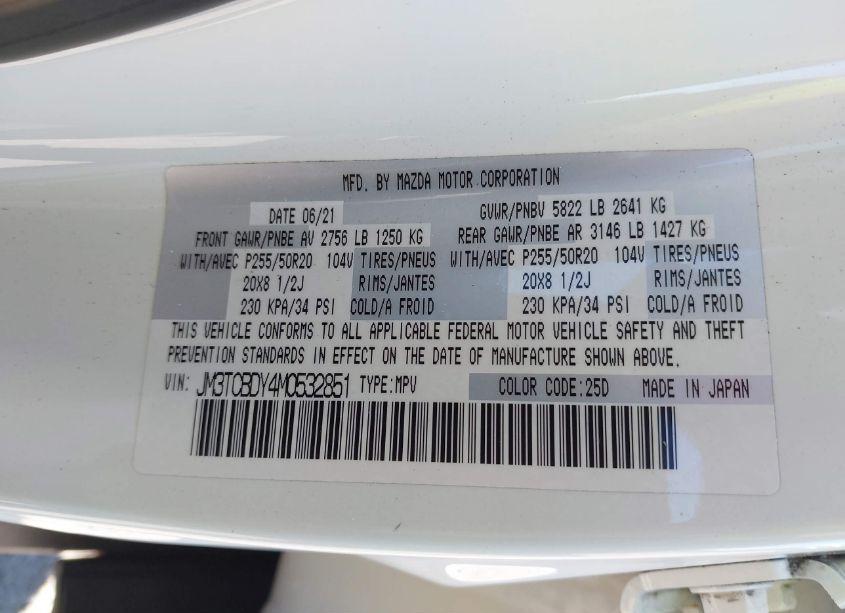 MFD. BY MAZDA MOTOR CORPORATION
DATE 06/21 GVWR/PNBV 5822 LB 2641 KG
FRONT GAWR/PNBE AV 2756 LB 1250 KG REAR GAWR/PNBE AR 3146 LB 1427 KG
WITH/AVEC P255/50R20 104V TIRES/PNEUS WITH/AVEC P255/50R20 104V TIRES/PNEUS
20X8 1/2J RIMS/JANTES 20X8 1/2J RIMS/JANTES
230 KPA/34 PSI COLD/A FROID 230 KPA/34 PSI COLD/A FROID
THIS VEHICLE CONFORMS TO ALL APPLICABLE FEDERAL MOTOR VEHICLE SAFETY AND THEFT
PREVENTION STANDARDS IN EFFECT ON THE DATE OF MANUFACTURE SHOWN ABOVE.
VIN: JM3TCBDY4M0532851 TYPE:MPV COLOR CODE:25D MADE IN JAPAN